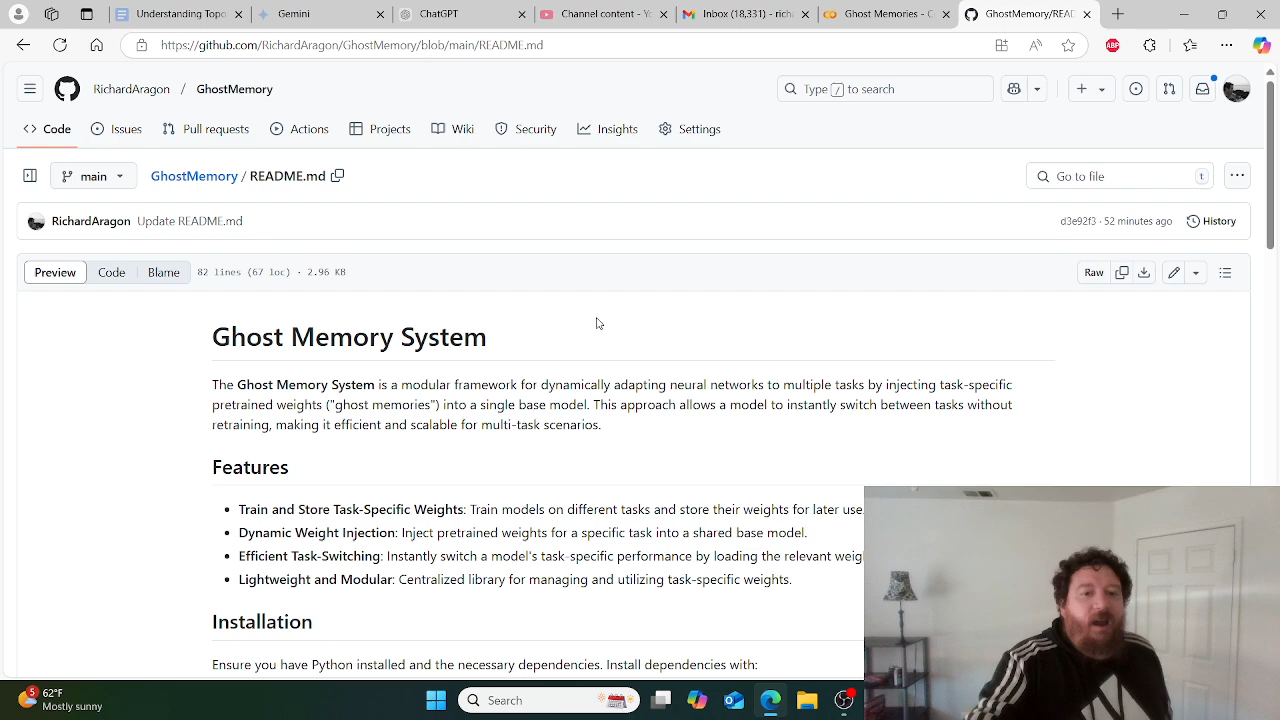 Understanding Topo
Gemini
ChatGPT
Channel content - Yo
Inbox (18,331) - rich
Ghost Memories - C
GhostMemory/READ
https://github.com/RichardAragon/GhostMemory/blob/main/README.md
ABP
RichardAragon / GhostMemory
Type / to search
Code
Issues
Pull requests
Actions
Projects
Wiki
Security
Insights
Settings
main
GhostMemory / README.md
Go to file
t
RichardAragon Update README.md
d3e92f3 · 52 minutes ago
History
Preview
Code
Blame
82 lines (67 loc) · 2.96 KB
Raw
Ghost Memory System
The Ghost Memory System is a modular framework for dynamically adapting neural networks to multiple tasks by injecting task-specific
pretrained weights ("ghost memories") into a single base model. This approach allows a model to instantly switch between tasks without
retraining, making it efficient and scalable for multi-task scenarios.
Features
• Train and Store Task-Specific Weights: Train models on different tasks and store their weights for later use.
• Dynamic Weight Injection: Inject pretrained weights for a specific task into a shared base model.
• Efficient Task-Switching: Instantly switch a model's task-specific performance by loading the relevant weig
• Lightweight and Modular: Centralized library for managing and utilizing task-specific weights.
Installation
Ensure you have Python installed and the necessary dependencies. Install dependencies with:
5
62°F
Mostly sunny
Search